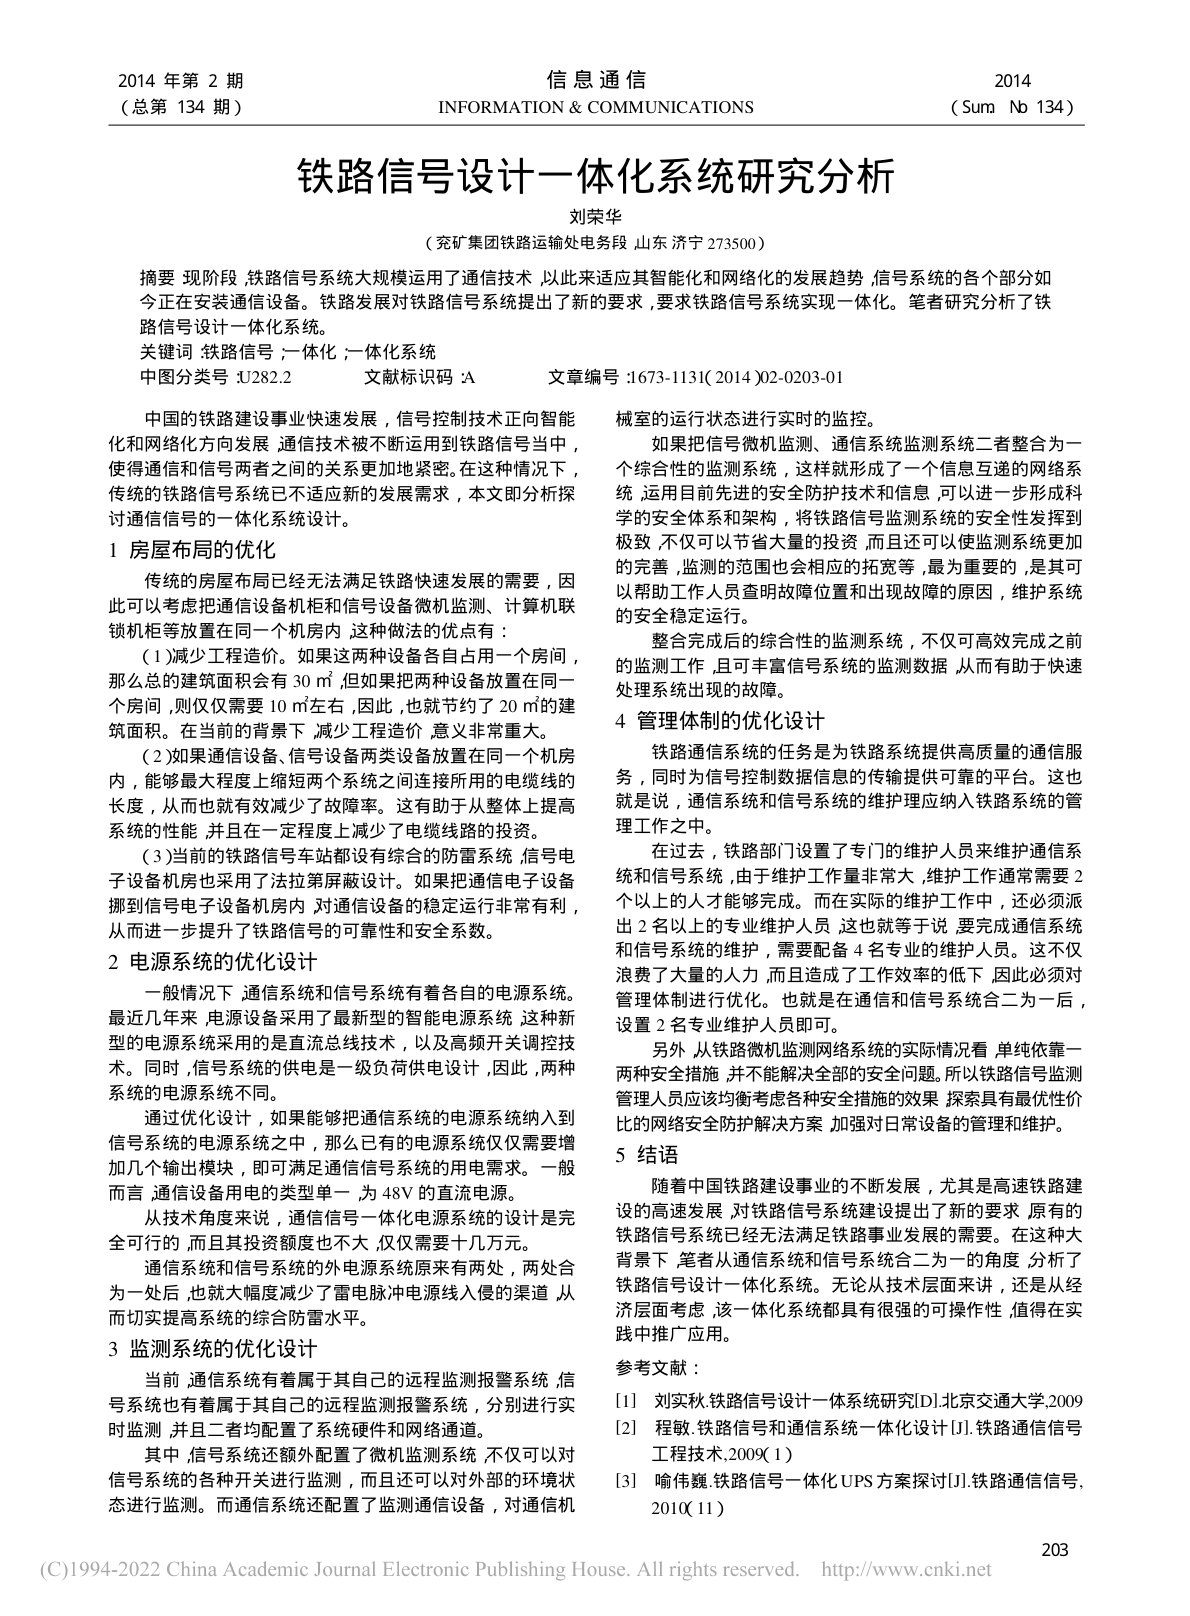 2014 年第 2 期
（总第 134 期）
信 息 通 信
INFORMATION & COMMUNICATIONS
2014
（Sum. No 134）
铁路信号设计一体化系统研究分析
刘荣华
（兖矿集团铁路运输处电务段，山东 济宁 273500）
摘要：现阶段，铁路信号系统大规模运用了通信技术，以此来适应其智能化和网络化的发展趋势，信号系统的各个部分如
今正在安装通信设备。铁路发展对铁路信号系统提出了新的要求，要求铁路信号系统实现一体化。笔者研究分析了铁
路信号设计一体化系统。
关键词：铁路信号；一体化；一体化系统
中图分类号：U282.2 文献标识码：A 文章编号：1673-1131（2014）02-0203-01
中国的铁路建设事业快速发展，信号控制技术正向智能
化和网络化方向发展，通信技术被不断运用到铁路信号当中，
使得通信和信号两者之间的关系更加地紧密。在这种情况下，
传统的铁路信号系统已不适应新的发展需求，本文即分析探
讨通信信号的一体化系统设计。
1 房屋布局的优化
传统的房屋布局已经无法满足铁路快速发展的需要，因
此可以考虑把通信设备机柜和信号设备微机监测、计算机联
锁机柜等放置在同一个机房内，这种做法的优点有：
（1）减少工程造价。如果这两种设备各自占用一个房间，
那么总的建筑面积会有 30 ㎡，但如果把两种设备放置在同一
个房间，则仅仅需要 10 ㎡左右，因此，也就节约了 20 ㎡的建
筑面积。在当前的背景下，减少工程造价，意义非常重大。
（2）如果通信设备、信号设备两类设备放置在同一个机房
内，能够最大程度上缩短两个系统之间连接所用的电缆线的
长度，从而也就有效减少了故障率。这有助于从整体上提高
系统的性能，并且在一定程度上减少了电缆线路的投资。
（3）当前的铁路信号车站都设有综合的防雷系统，信号电
子设备机房也采用了法拉第屏蔽设计。如果把通信电子设备
挪到信号电子设备机房内，对通信设备的稳定运行非常有利，
从而进一步提升了铁路信号的可靠性和安全系数。
2 电源系统的优化设计
一般情况下，通信系统和信号系统有着各自的电源系统。
最近几年来，电源设备采用了最新型的智能电源系统，这种新
型的电源系统采用的是直流总线技术，以及高频开关调控技
术。同时，信号系统的供电是一级负荷供电设计，因此，两种
系统的电源系统不同。
通过优化设计，如果能够把通信系统的电源系统纳入到
信号系统的电源系统之中，那么已有的电源系统仅仅需要增
加几个输出模块，即可满足通信信号系统的用电需求。一般
而言，通信设备用电的类型单一，为 48V 的直流电源。
从技术角度来说，通信信号一体化电源系统的设计是完
全可行的，而且其投资额度也不大，仅仅需要十几万元。
通信系统和信号系统的外电源系统原来有两处，两处合
为一处后，也就大幅度减少了雷电脉冲电源线入侵的渠道，从
而切实提高系统的综合防雷水平。
3 监测系统的优化设计
当前，通信系统有着属于其自己的远程监测报警系统，信
号系统也有着属于其自己的远程监测报警系统，分别进行实
时监测，并且二者均配置了系统硬件和网络通道。
其中，信号系统还额外配置了微机监测系统，不仅可以对
信号系统的各种开关进行监测，而且还可以对外部的环境状
态进行监测。而通信系统还配置了监测通信设备，对通信机
械室的运行状态进行实时的监控。
如果把信号微机监测、通信系统监测系统二者整合为一
个综合性的监测系统，这样就形成了一个信息互递的网络系
统，运用目前先进的安全防护技术和信息，可以进一步形成科
学的安全体系和架构，将铁路信号监测系统的安全性发挥到
极致，不仅可以节省大量的投资，而且还可以使监测系统更加
的完善，监测的范围也会相应的拓宽等，最为重要的，是其可
以帮助工作人员查明故障位置和出现故障的原因，维护系统
的安全稳定运行。
整合完成后的综合性的监测系统，不仅可高效完成之前
的监测工作，且可丰富信号系统的监测数据，从而有助于快速
处理系统出现的故障。
4 管理体制的优化设计
铁路通信系统的任务是为铁路系统提供高质量的通信服
务，同时为信号控制数据信息的传输提供可靠的平台。这也
就是说，通信系统和信号系统的维护理应纳入铁路系统的管
理工作之中。
在过去，铁路部门设置了专门的维护人员来维护通信系
统和信号系统，由于维护工作量非常大，维护工作通常需要 2
个以上的人才能够完成。而在实际的维护工作中，还必须派
出 2 名以上的专业维护人员，这也就等于说，要完成通信系统
和信号系统的维护，需要配备 4 名专业的维护人员。这不仅
浪费了大量的人力，而且造成了工作效率的低下，因此必须对
管理体制进行优化。也就是在通信和信号系统合二为一后，
设置 2 名专业维护人员即可。
另外，从铁路微机监测网络系统的实际情况看，单纯依靠一
两种安全措施，并不能解决全部的安全问题。所以铁路信号监测
管理人员应该均衡考虑各种安全措施的效果，探索具有最优性价
比的网络安全防护解决方案，加强对日常设备的管理和维护。
5 结语
随着中国铁路建设事业的不断发展，尤其是高速铁路建
设的高速发展，对铁路信号系统建设提出了新的要求，原有的
铁路信号系统已经无法满足铁路事业发展的需要。在这种大
背景下，笔者从通信系统和信号系统合二为一的角度，分析了
铁路信号设计一体化系统。无论从技术层面来讲，还是从经
济层面考虑，该一体化系统都具有很强的可操作性，值得在实
践中推广应用。
参考文献：
[1] 刘实秋.铁路信号设计一体系统研究[D].北京交通大学,2009
[2] 程敏.铁路信号和通信系统一体化设计[J].铁路通信信号
工程技术,2009（1）
[3] 喻伟巍.铁路信号一体化 UPS 方案探讨[J].铁路通信信号,
2010（11）
203
(C)1994-2022 China Academic Journal Electronic Publishing House. All rights reserved. http://www.cnki.net